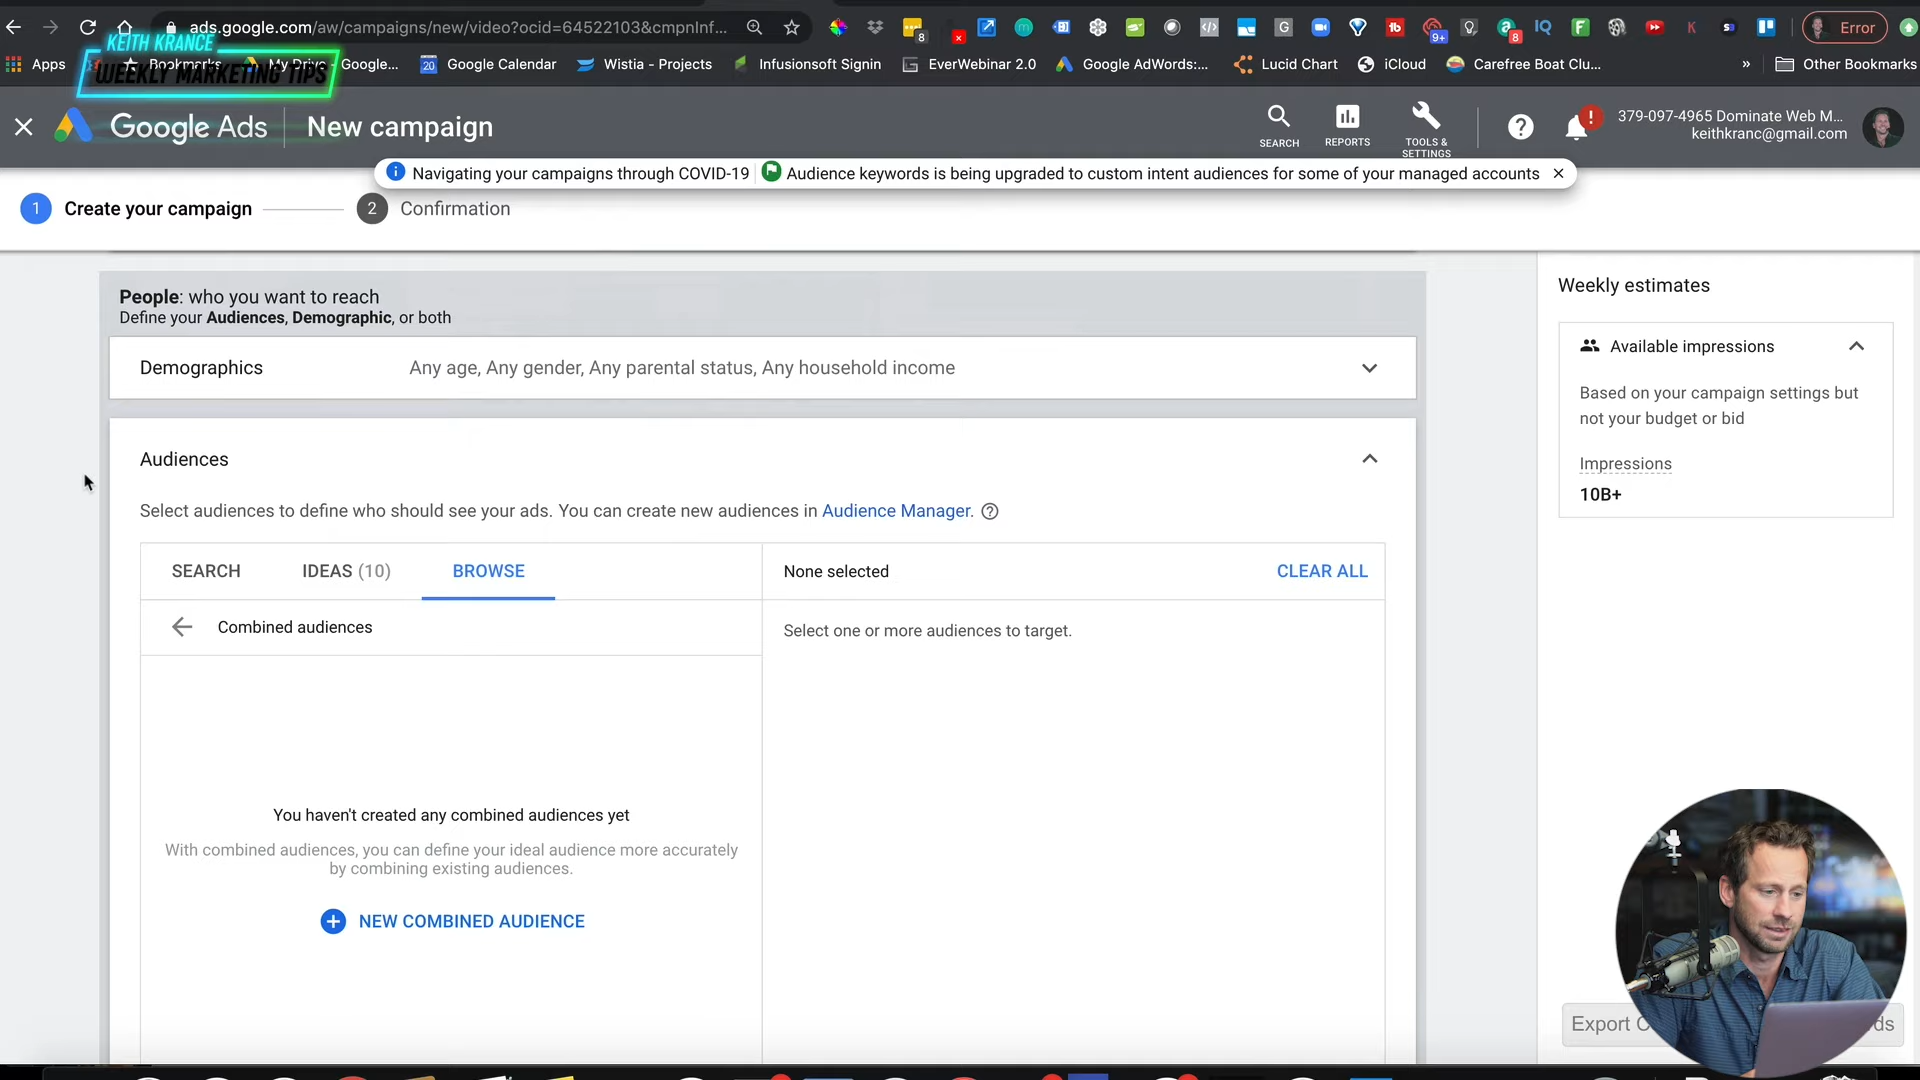 ads.google.com/aw/campaigns/new/video?ocid=64522103&cmpnInf...
Error
KEITH KRANCE
WEEKLY MARKETING TIPS
Apps
Bookmarks
My Drive - Google...
Google Calendar
Wistia - Projects
Infusionsoft Signin
EverWebinar 2.0
Google AdWords:...
Lucid Chart
iCloud
Carefree Boat Clu...
»
Other Bookmarks
Google Ads
New campaign
SEARCH
REPORTS
TOOLS & SETTINGS
379-097-4965 Dominate Web M...
keithkranc@gmail.com
Navigating your campaigns through COVID-19
Audience keywords is being upgraded to custom intent audiences for some of your managed accounts
1 Create your campaign
2 Confirmation
People: who you want to reach
Define your Audiences, Demographic, or both
Demographics
Any age, Any gender, Any parental status, Any household income
Audiences
Select audiences to define who should see your ads. You can create new audiences in Audience Manager.
SEARCH
IDEAS (10)
BROWSE
None selected
CLEAR ALL
Combined audiences
Select one or more audiences to target.
You haven't created any combined audiences yet
With combined audiences, you can define your ideal audience more accurately
by combining existing audiences.
NEW COMBINED AUDIENCE
Weekly estimates
Available impressions
Based on your campaign settings but
not your budget or bid
Impressions
10B+
Export